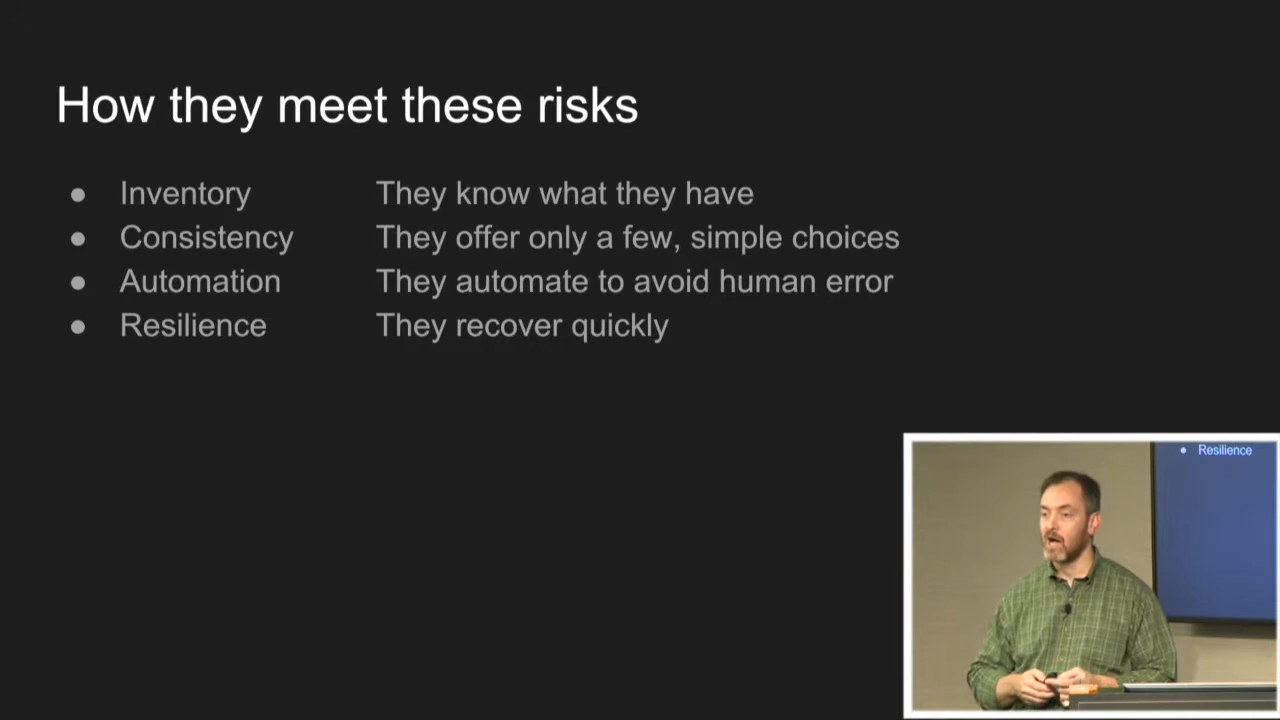 How they meet these risks
● Inventory They know what they have
● Consistency They offer only a few, simple choices
● Automation They automate to avoid human error
● Resilience They recover quickly
● Resilience